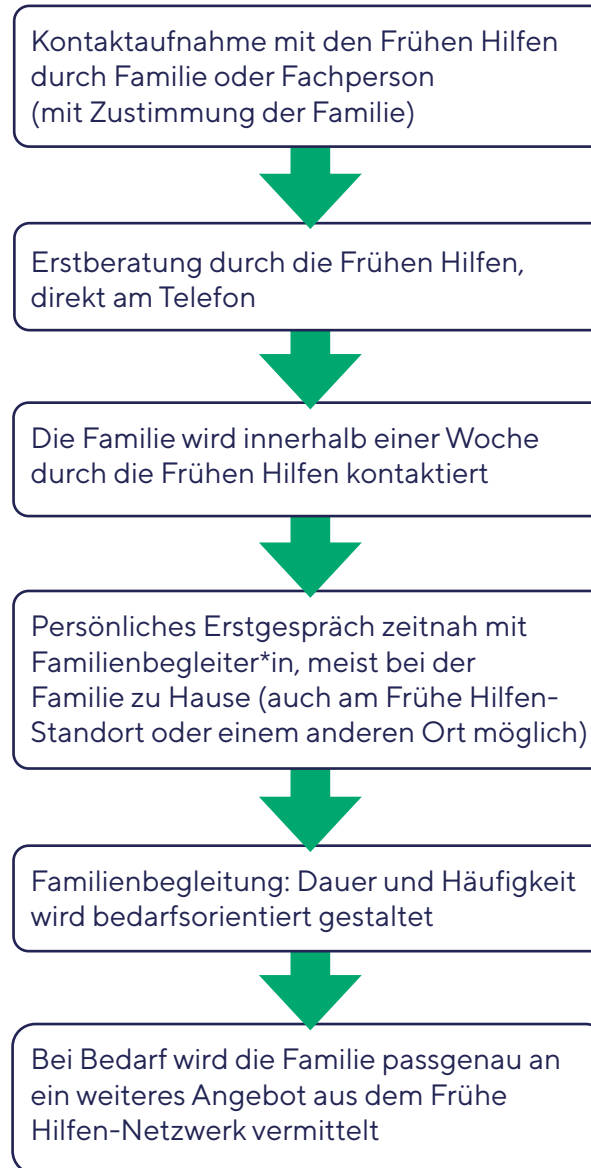 Kontaktaufnahme mit den Frühen Hilfen
durch Familie oder Fachperson
(mit Zustimmung der Familie)
Erstberatung durch die Frühen Hilfen,
direkt am Telefon
Die Familie wird innerhalb einer Woche
durch die Frühen Hilfen kontaktiert
Persönliches Erstgespräch zeitnah mit
Familienbegleiter*in, meist bei der
Familie zu Hause (auch am Frühe Hilfen-
Standort oder einem anderen Ort möglich)
Familienbegleitung: Dauer und Häufigkeit
wird bedarfsorientiert gestaltet
Bei Bedarf wird die Familie passgenau an
ein weiteres Angebot aus dem Frühe
Hilfen-Netzwerk vermittelt